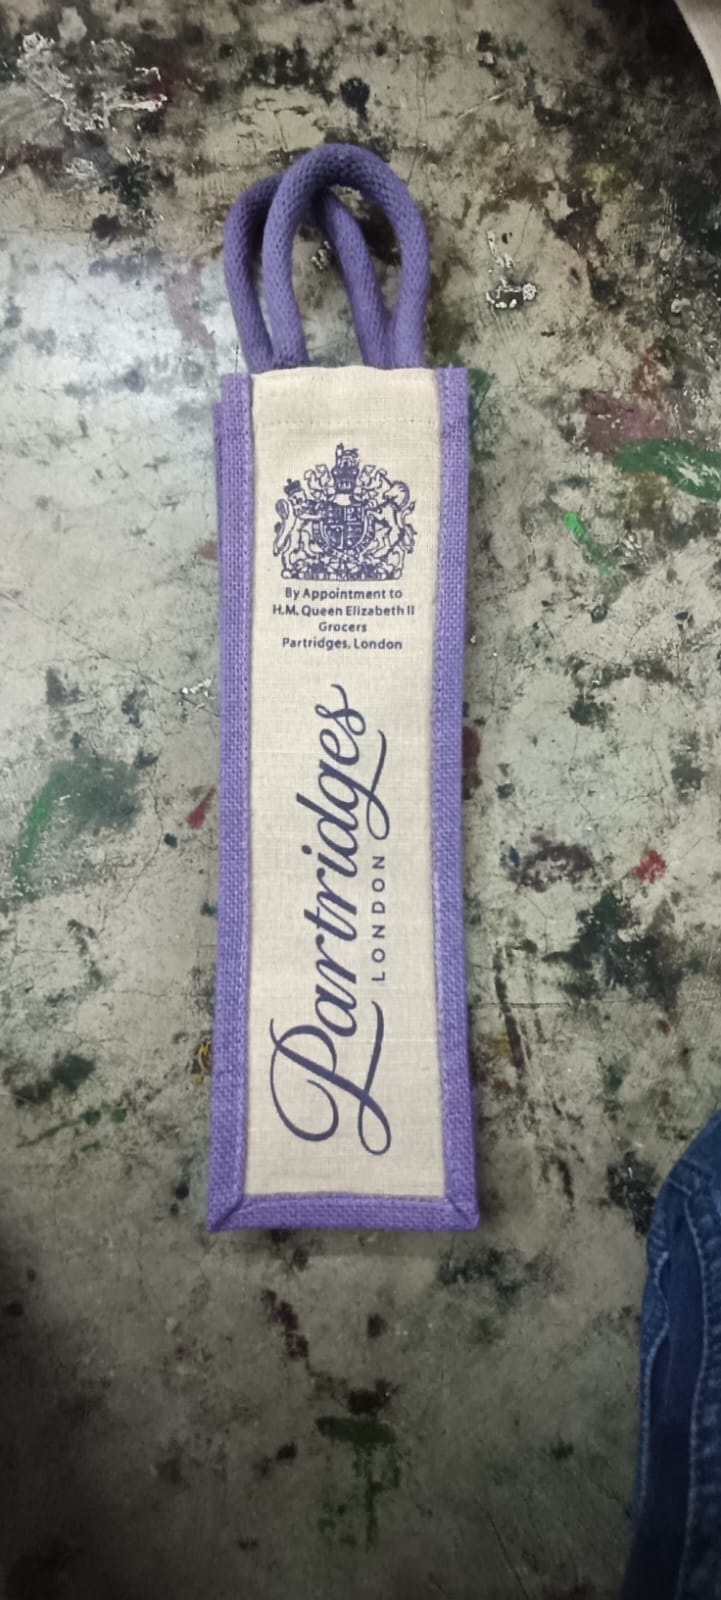 By Appointment to
H.M. Queen Elizabeth II
Grocers
Partridges, London
Partridges
LONDON